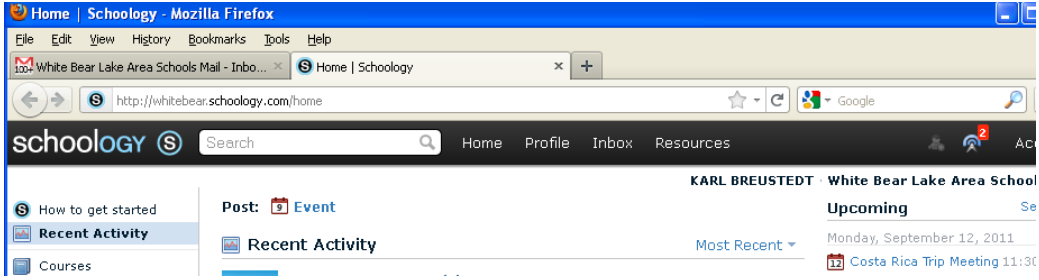 Home | Schoology - Mozilla Firefox
File Edit View History Bookmarks Tools Help
100+ White Bear Lake Area Schools Mail - Inbo... × S Home | Schoology × +
S http://whitebear.schoology.com/home Google
schoology S Search Home Profile Inbox Resources 2 Acc
KARL BREUSTEDT · White Bear Lake Area School
S How to get started Post: 9 Event Upcoming Se
Recent Activity Recent Activity Most Recent Monday, September 12, 2011
Courses 12 Costa Rica Trip Meeting 11:30